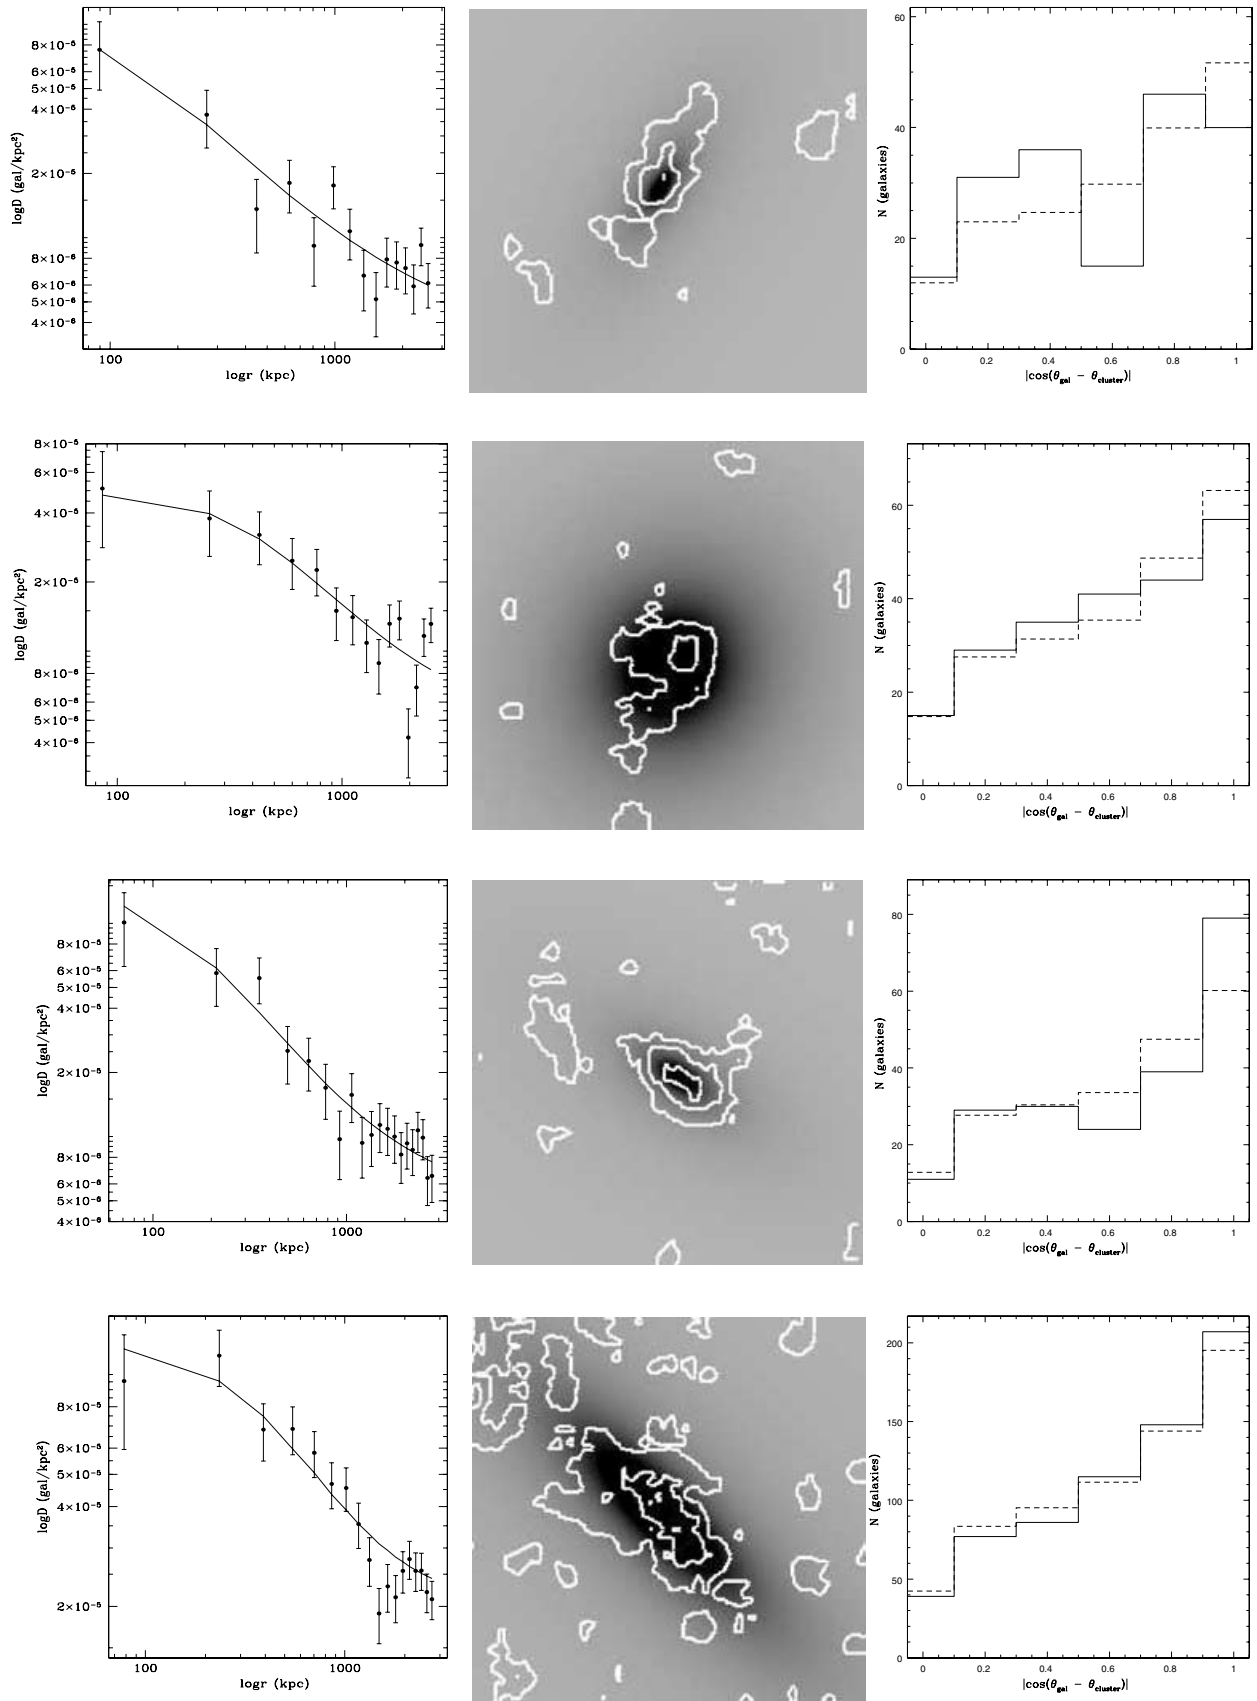 8×10⁻⁵
6×10⁻⁵
5×10⁻⁵
4×10⁻⁵
2×10⁻⁵
8×10⁻⁶
6×10⁻⁶
5×10⁻⁶
4×10⁻⁶
logD (gal/kpc²)
100 1000
logr (kpc)
60
40
20
0
N (galaxies)
0 0.2 0.4 0.6 0.8 1
|cos(θgal − θcluster)|
8×10⁻⁵
6×10⁻⁵
5×10⁻⁵
4×10⁻⁵
2×10⁻⁵
8×10⁻⁶
6×10⁻⁶
5×10⁻⁶
4×10⁻⁶
logD (gal/kpc²)
100 1000
logr (kpc)
60
40
20
0
N (galaxies)
0 0.2 0.4 0.6 0.8 1
|cos(θgal − θcluster)|
8×10⁻⁵
6×10⁻⁵
5×10⁻⁵
4×10⁻⁵
2×10⁻⁵
8×10⁻⁶
6×10⁻⁶
5×10⁻⁶
4×10⁻⁶
logD (gal/kpc²)
100 1000
logr (kpc)
80
60
40
20
0
N (galaxies)
0 0.2 0.4 0.6 0.8 1
|cos(θgal − θcluster)|
8×10⁻⁵
6×10⁻⁵
5×10⁻⁵
4×10⁻⁵
2×10⁻⁵
logD (gal/kpc²)
100 1000
logr (kpc)
200
150
100
50
0
N (galaxies)
0 0.2 0.4 0.6 0.8 1
|cos(θgal − θcluster)|